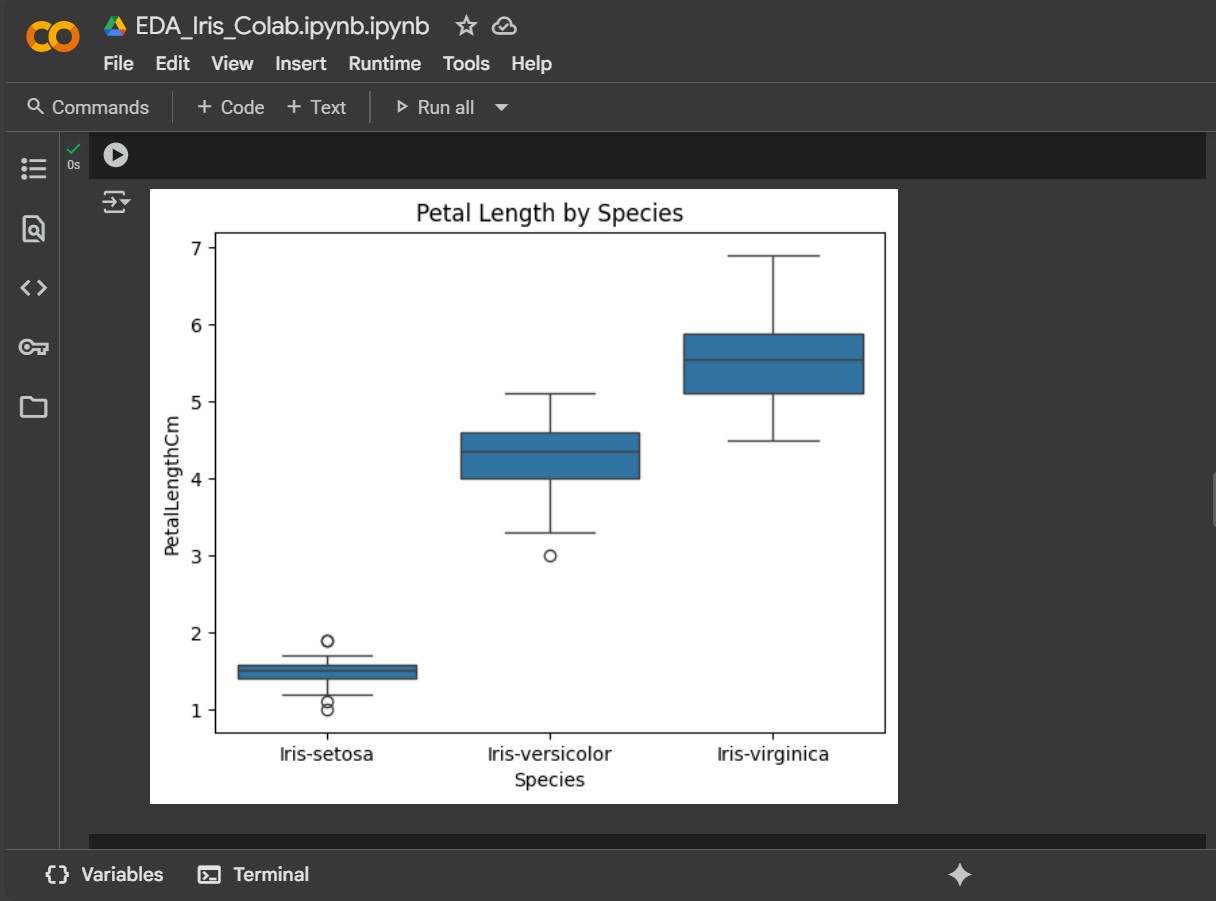 EDA_Iris_Colab.ipynb.ipynb
File Edit View Insert Runtime Tools Help
Commands + Code + Text Run all
0s
Petal Length by Species
7
6
5
4
3
2
1
PetalLengthCm
Iris-setosa Iris-versicolor Iris-virginica
Species
Variables Terminal